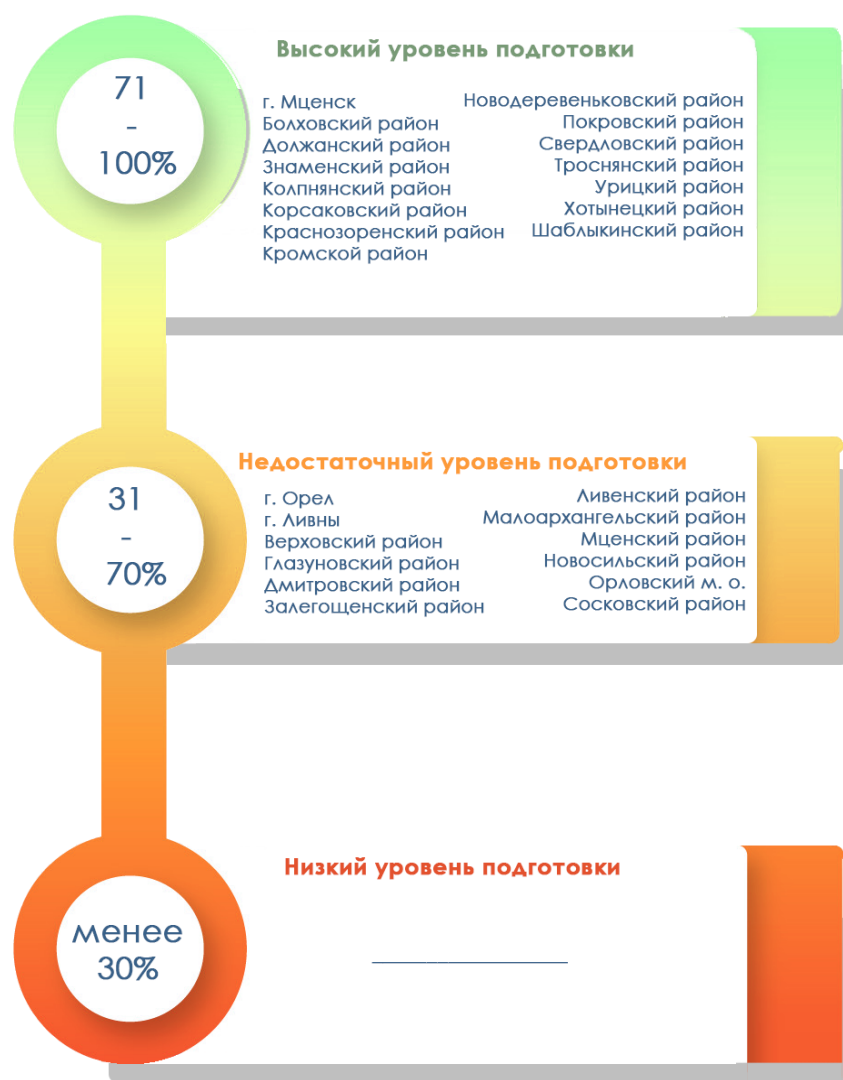 71
-
100%
Высокий уровень подготовки
г. Мценск
Болховский район
Должанский район
Знаменский район
Колпнянский район
Корсаковский район
Краснозоренский район
Кромской район
Новодеревеньковский район
Покровский район
Свердловский район
Троснянский район
Урицкий район
Хотынецкий район
Шаблыкинский район
31
-
70%
Недостаточный уровень подготовки
г. Орел
г. Ливны
Верховский район
Глазуновский район
Дмитровский район
Залегощенский район
Ливенский район
Малоархангельский район
Мценский район
Новосильский район
Орловский м. о.
Сосковский район
менее
30%
Низкий уровень подготовки